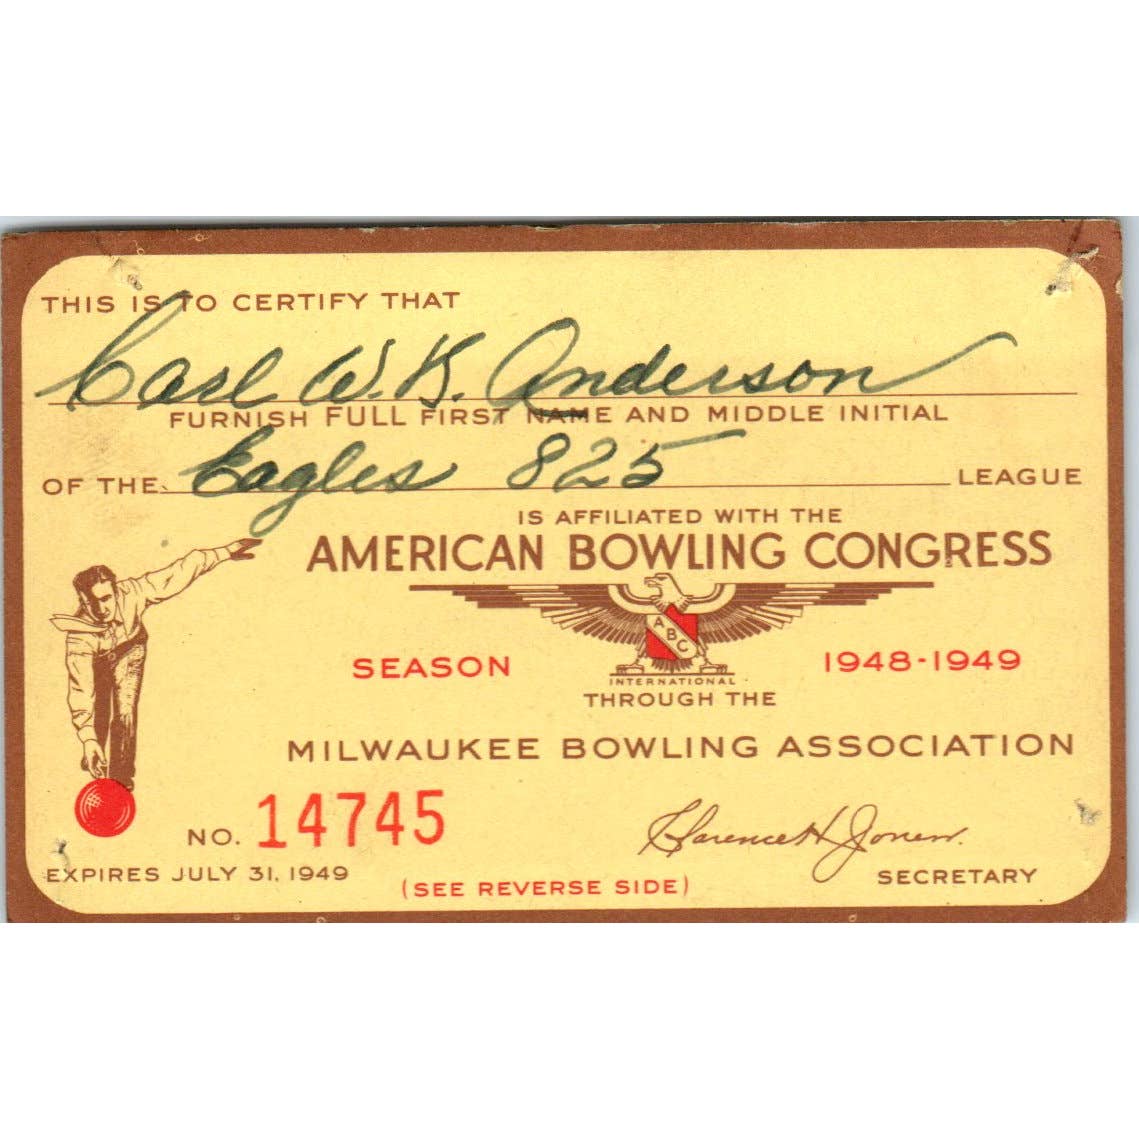 THIS IS TO CERTIFY THAT
Carl W. K. Anderson
FURNISH FULL FIRST NAME AND MIDDLE INITIAL
OF THE Eagles 825 LEAGUE
IS AFFILIATED WITH THE
AMERICAN BOWLING CONGRESS
ABC
SEASON 1948-1949
INTERNATIONAL
THROUGH THE
MILWAUKEE BOWLING ASSOCIATION
NO. 14745
Clarence H. Jonen.
EXPIRES JULY 31, 1949
(SEE REVERSE SIDE)
SECRETARY